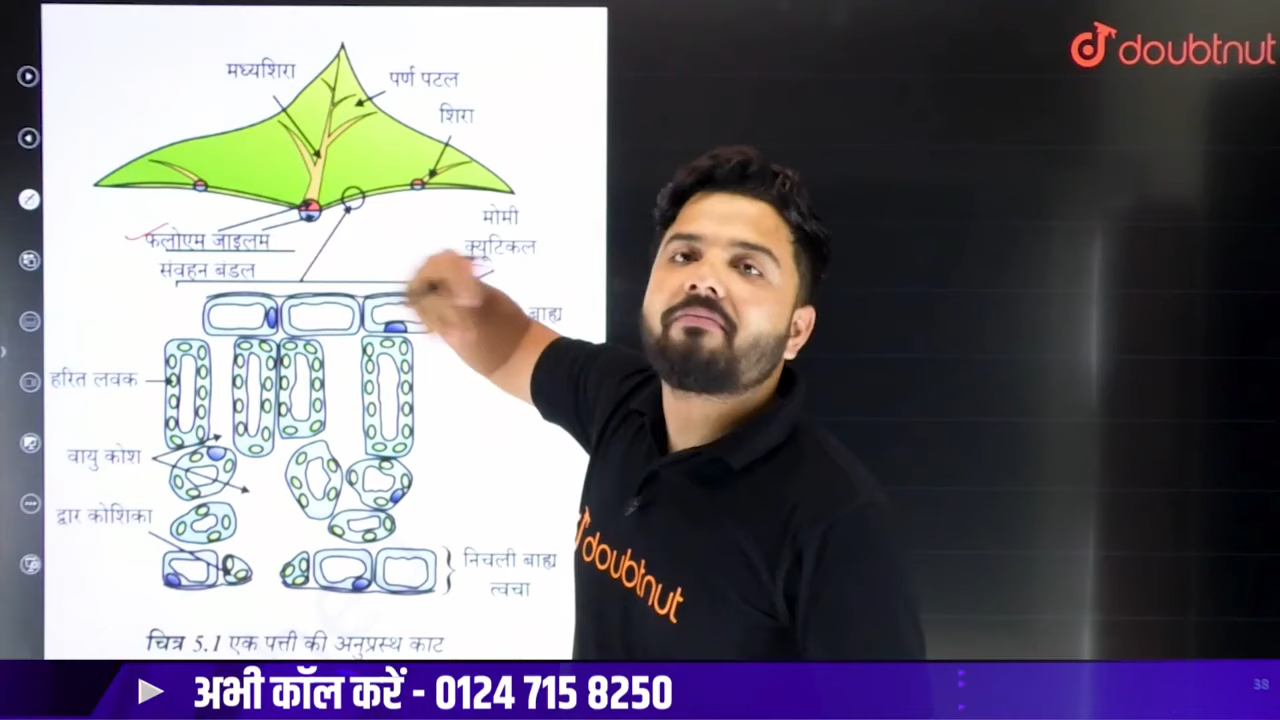 doubtnut
मध्यशिरा
पर्ण पटल
शिरा
फ्लोएम जाइलम
संवहन बंडल
मोमी
क्यूटिकल
बाह्य
हरित लवक
वायु कोश
द्वार कोशिका
निचली बाह्य
त्वचा
चित्र 5.1 एक पत्ती की अनुप्रस्थ काट
doubtnut
अभी कॉल करें - 0124 715 8250
38